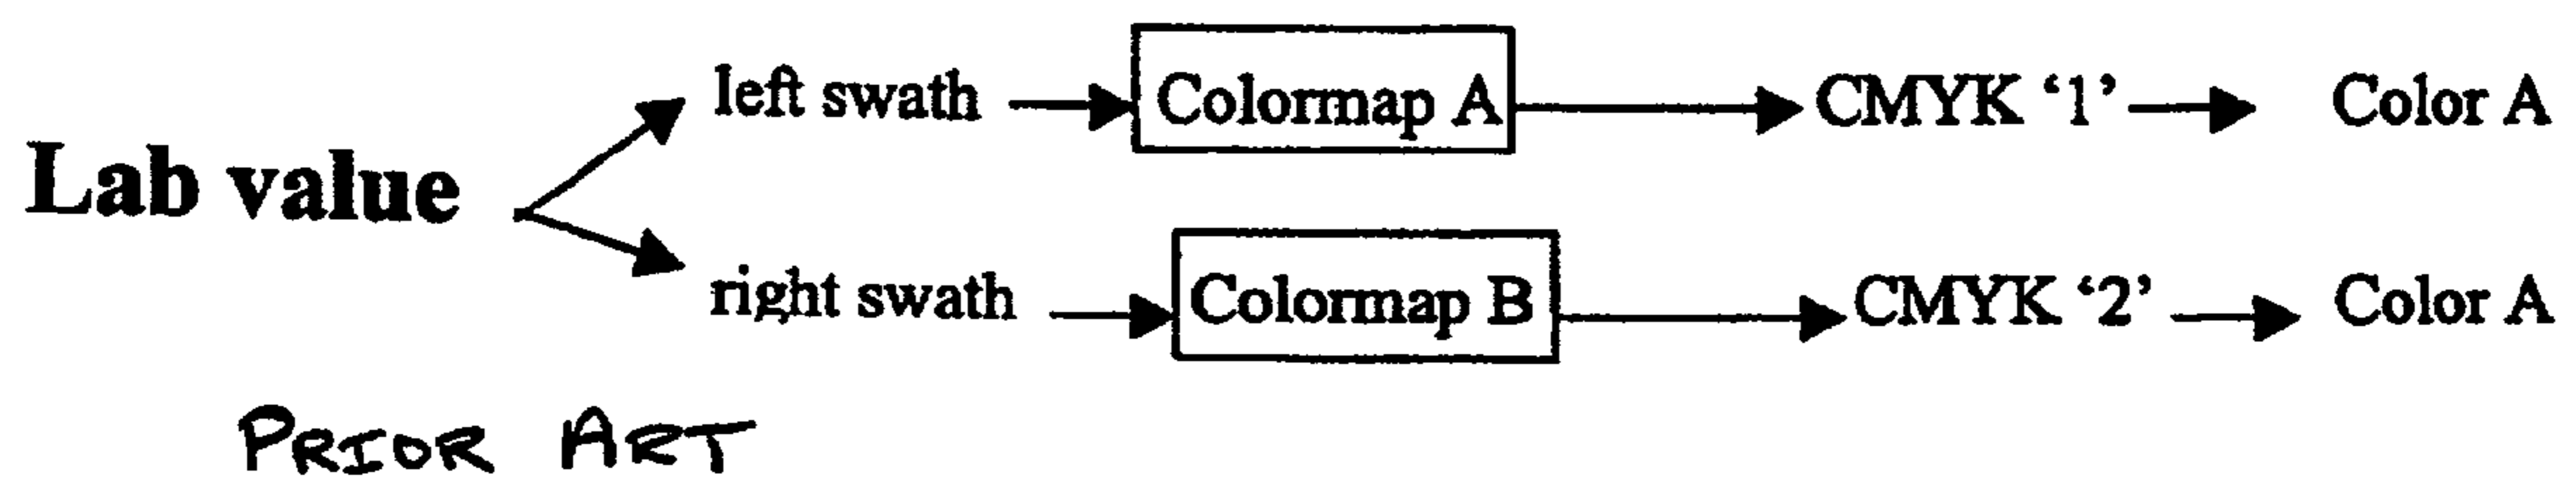 left swath Colormap A CMYK ‘1’ Color A
Lab value
right swath Colormap B CMYK ‘2’ Color A
PRIOR ART